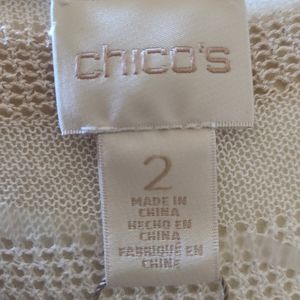 chico's
2
MADE IN
CHINA
HECHO EN
CHINA
FABRIQUÉ EN
CHINE